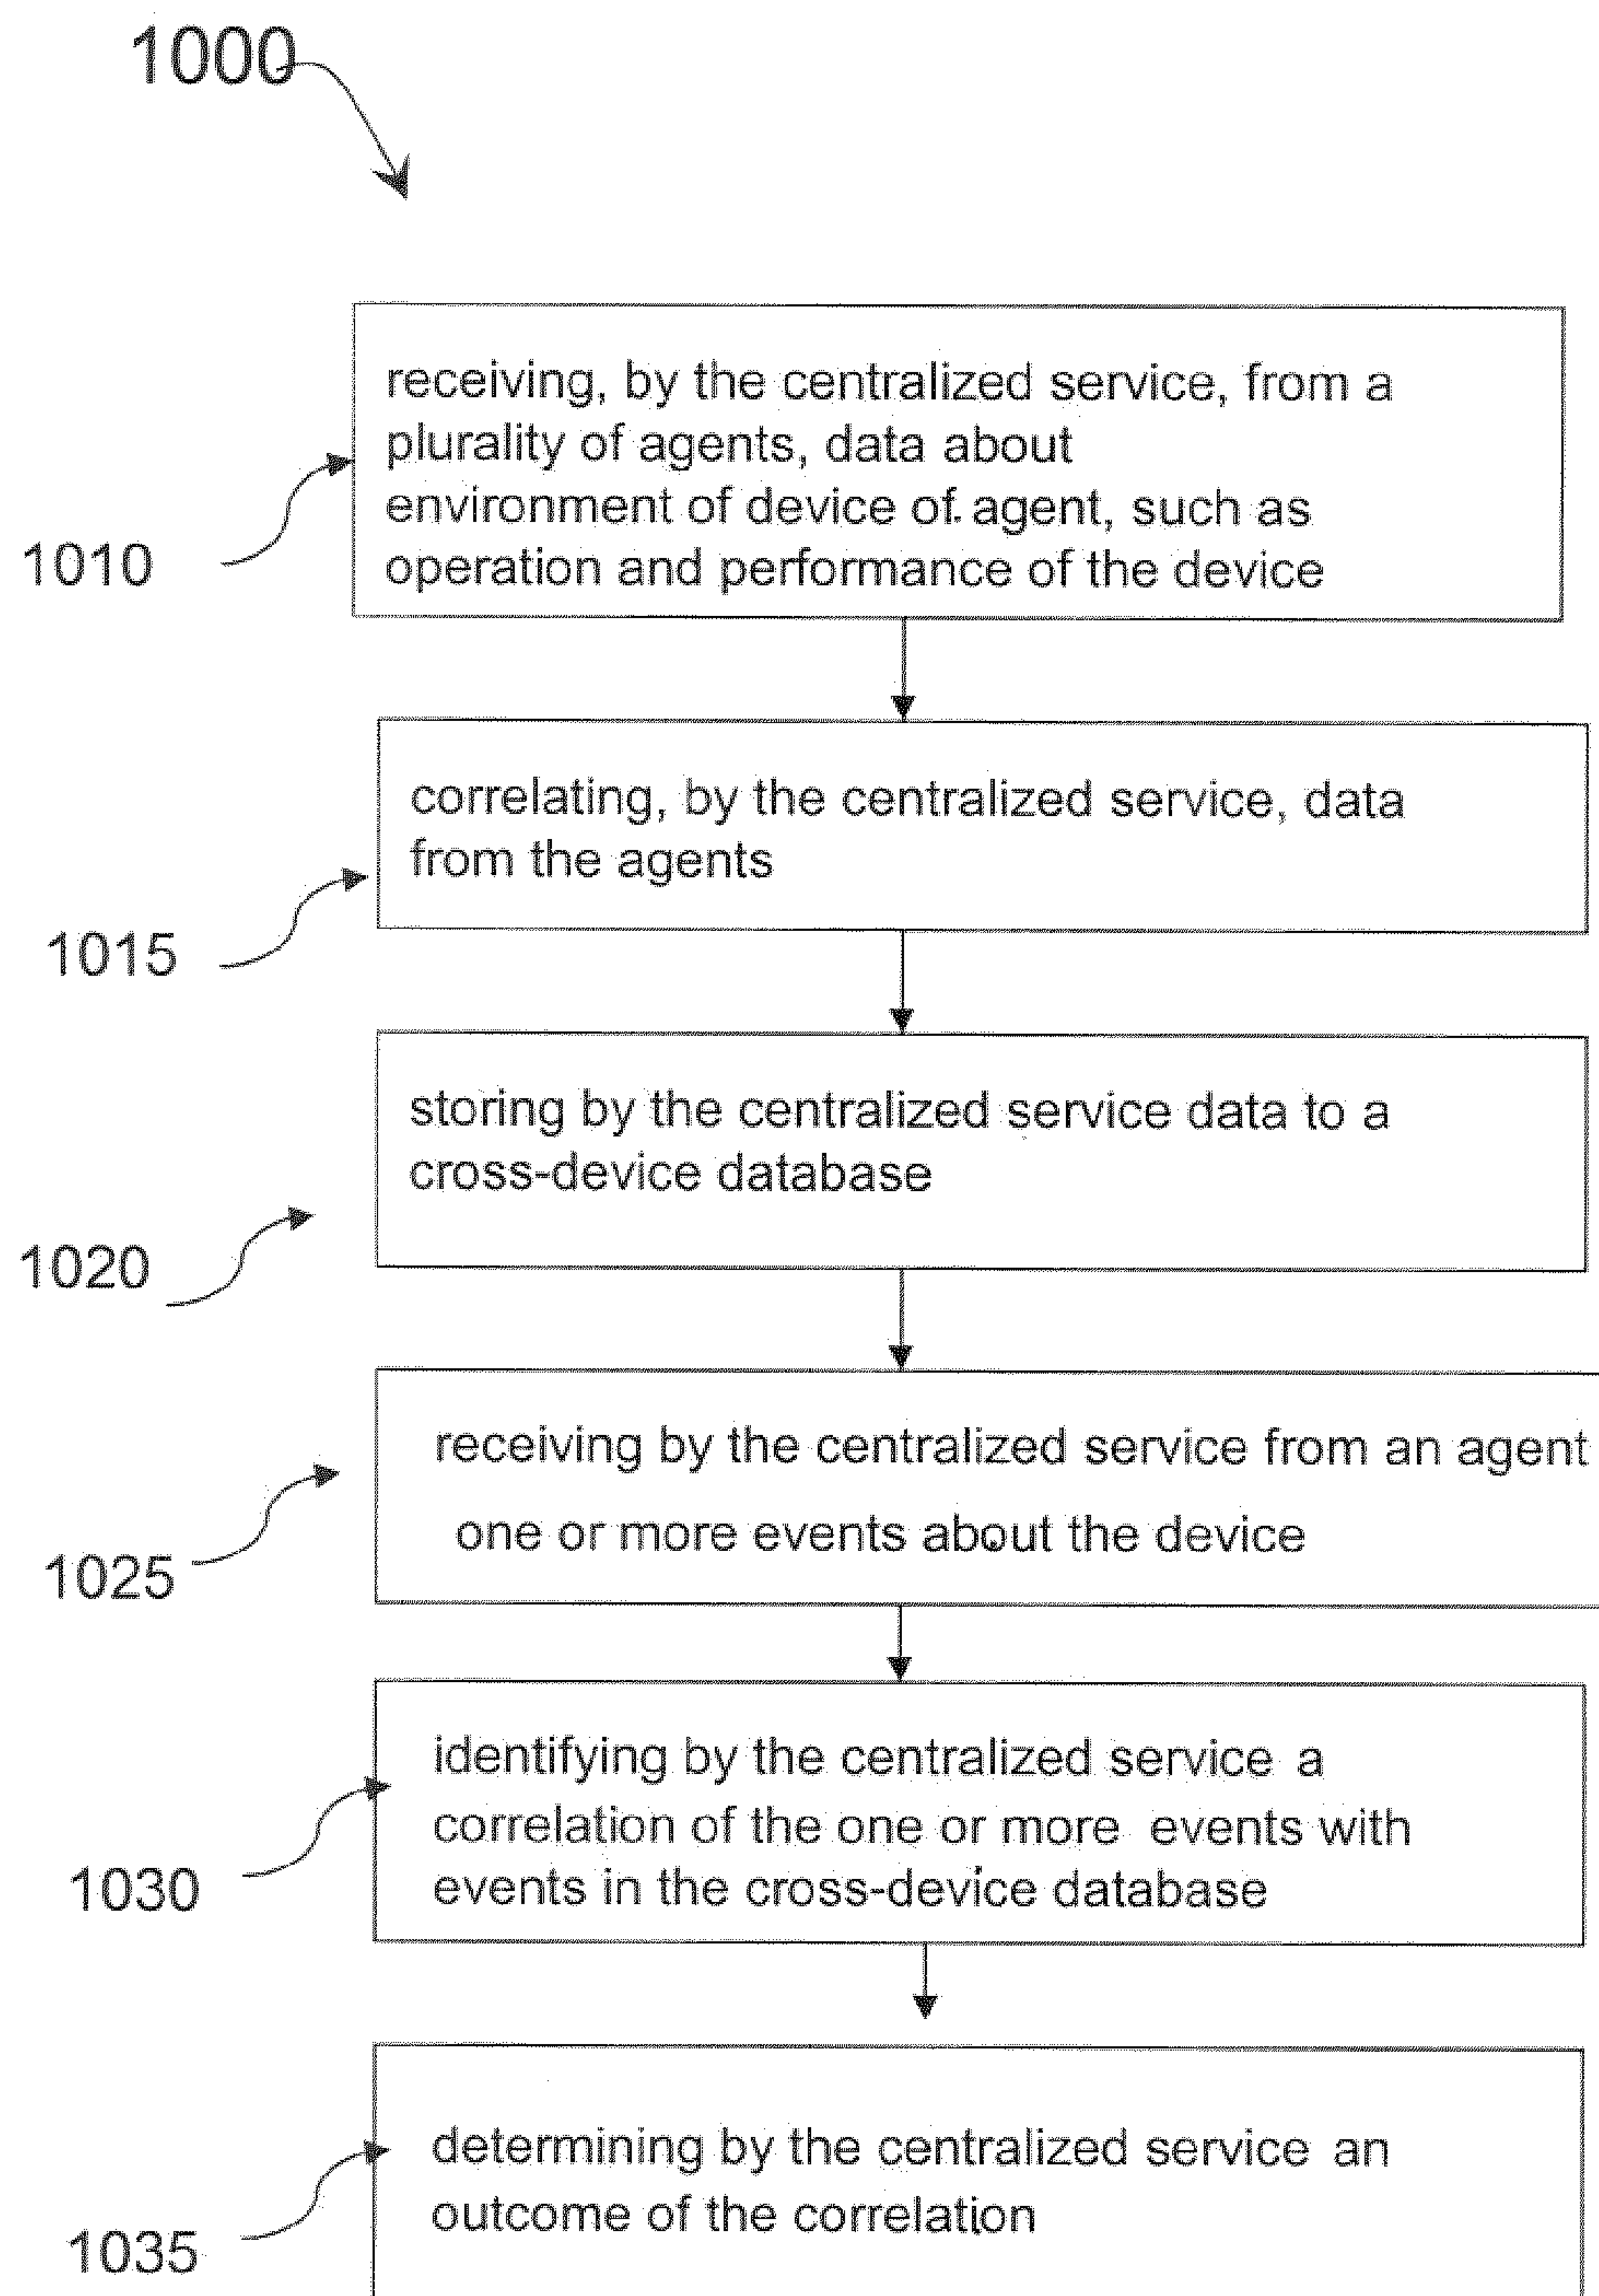 1000
receiving, by the centralized service, from a
plurality of agents, data about
environment of device of agent, such as
operation and performance of the device
1010
correlating, by the centralized service, data
from the agents
1015
storing by the centralized service data to a
cross-device database
1020
receiving by the centralized service from an agent
one or more events about the device
1025
identifying by the centralized service a
correlation of the one or more events with
events in the cross-device database
1030
determining by the centralized service an
outcome of the correlation
1035